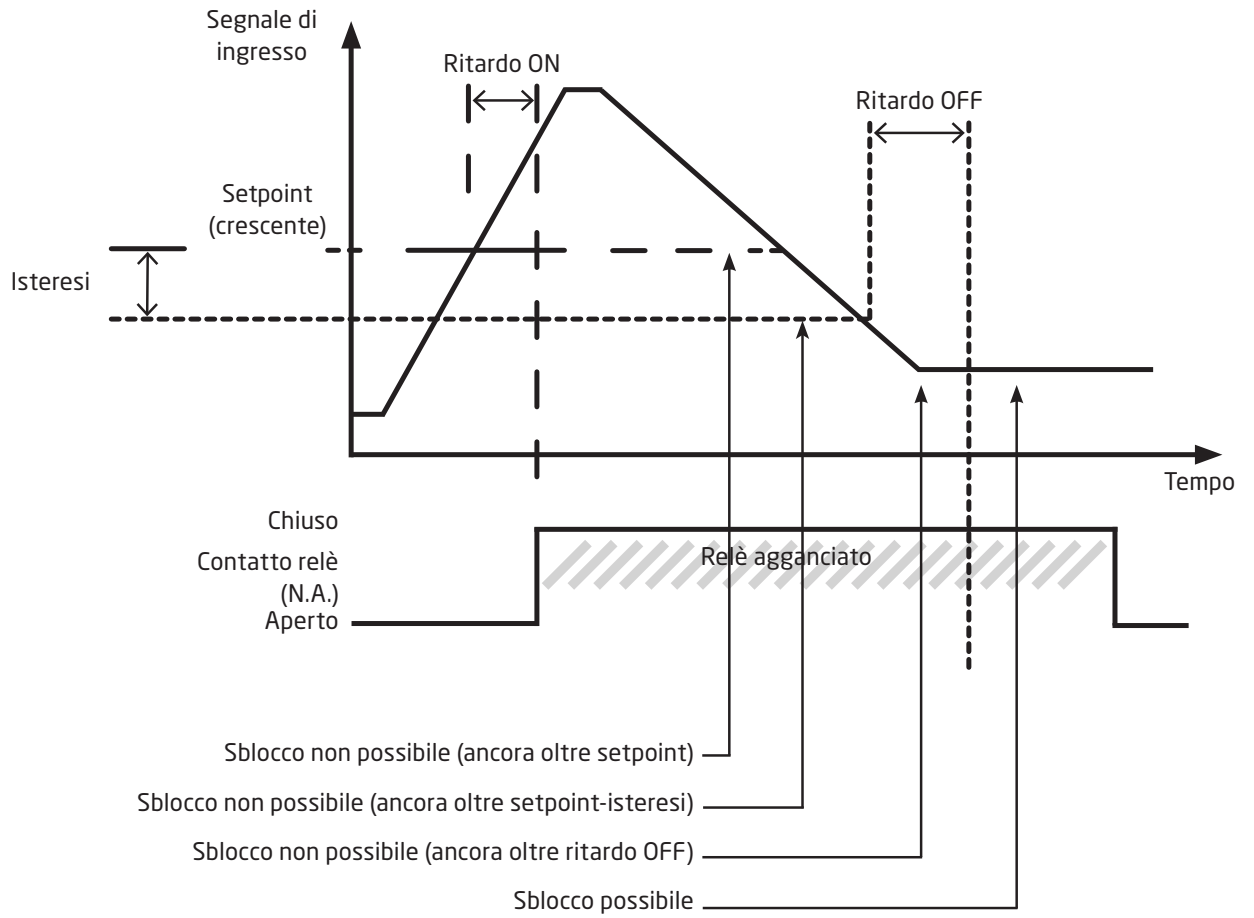 Segnale di
ingresso
Ritardo ON
Ritardo OFF
Setpoint
(crescente)
Isteresi
Tempo
Chiuso
Contatto relè
(N.A.)
Aperto
Relè agganciato
Sblocco non possibile (ancora oltre setpoint)
Sblocco non possibile (ancora oltre setpoint-isteresi)
Sblocco non possibile (ancora oltre ritardo OFF)
Sblocco possibile